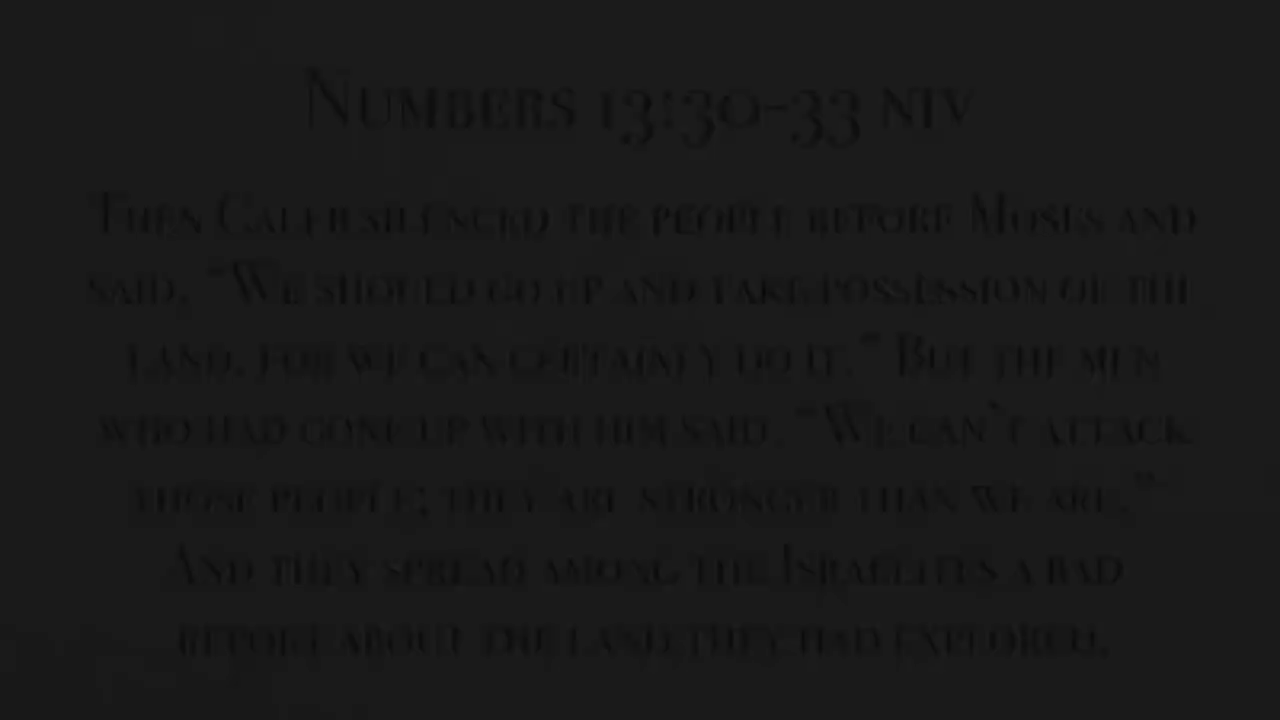 Numbers 13:30-33 NIV
Then Caleb silenced the people before Moses and
said, "We should go up and take possession of the
land, for we can certainly do it." But the men
who had gone up with him said, "We can't attack
those people; they are stronger than we are."
And they spread among the Israelites a bad
report about the land they had explored.